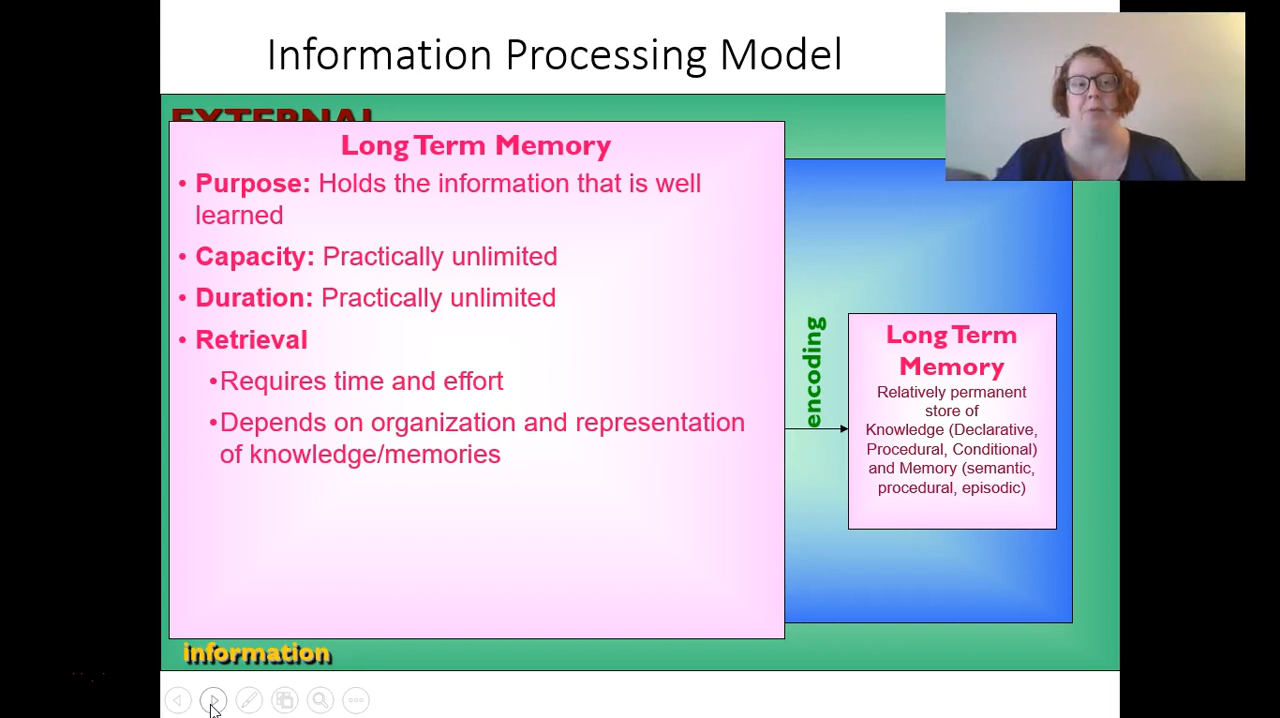 Information Processing Model
EXTERNAL
Long Term Memory
• Purpose: Holds the information that is well
learned
• Capacity: Practically unlimited
• Duration: Practically unlimited
• Retrieval
•Requires time and effort
•Depends on organization and representation
of knowledge/memories
encoding
Long Term
Memory
Relatively permanent
store of
Knowledge (Declarative,
Procedural, Conditional)
and Memory (semantic,
procedural, episodic)
information